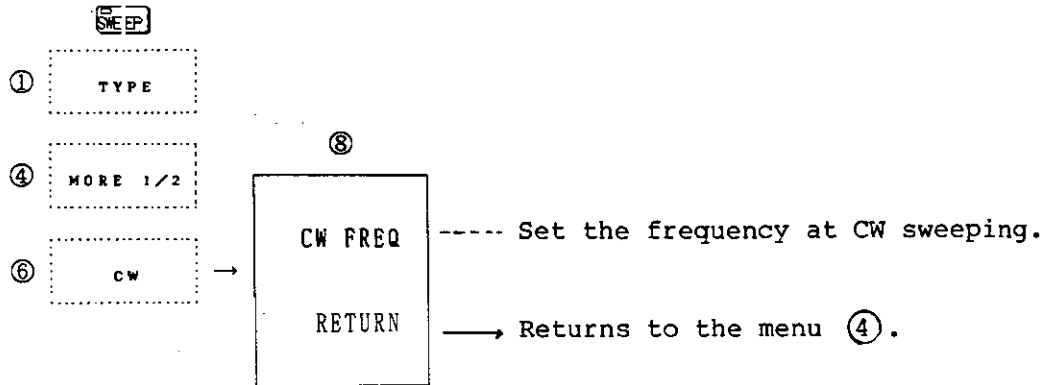 SWEEP
① TYPE
⑧
④ MORE 1/2
CW FREQ ----- Set the frequency at CW sweeping.
⑥ CW →
RETURN → Returns to the menu ④.